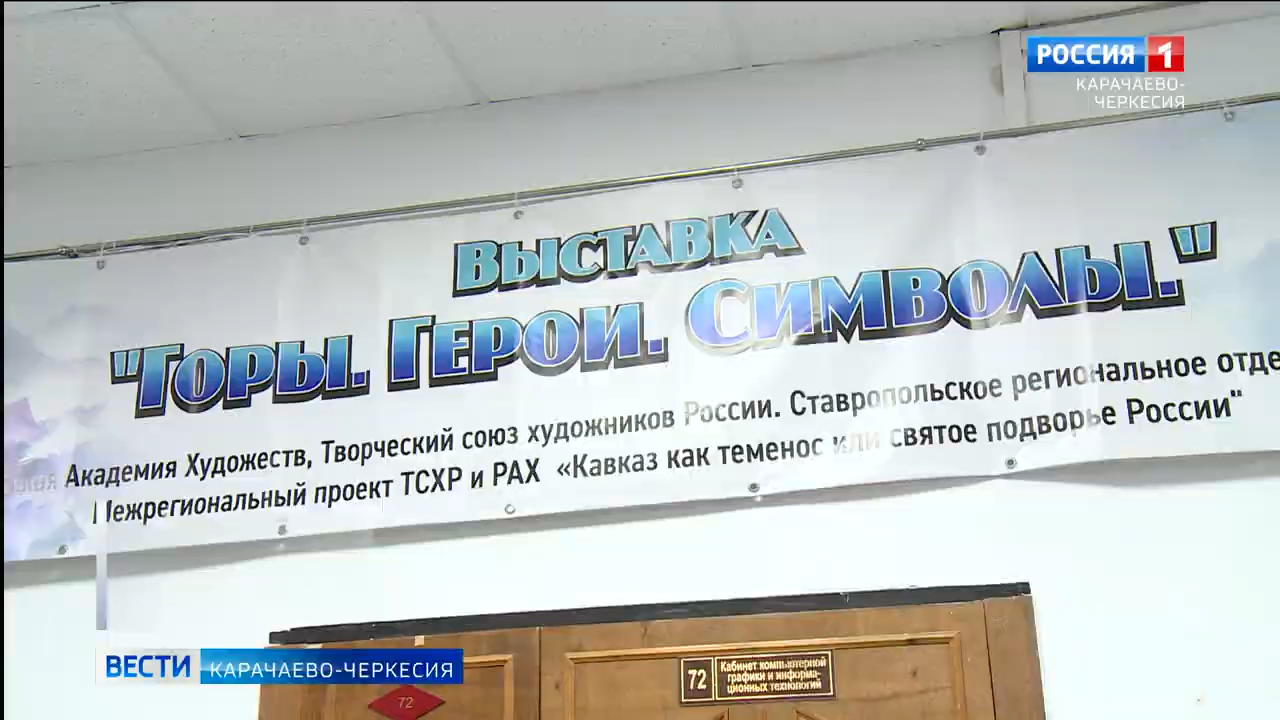 РОССИЯ 1
КАРАЧАЕВО-
ЧЕРКЕСИЯ
ВЫСТАВКА
"ГОРЫ. ГЕРОИ. СИМВОЛЫ."
Академия Художеств, Творческий союз художников России. Ставропольское региональное отде
Межрегиональный проект ТСХР и РАХ «Кавказ как теменос или святое подворье России"
72
Кабинет компьютерной
графики и информа-
ционных технологий
72
ВЕСТИ КАРАЧАЕВО-ЧЕРКЕСИЯ